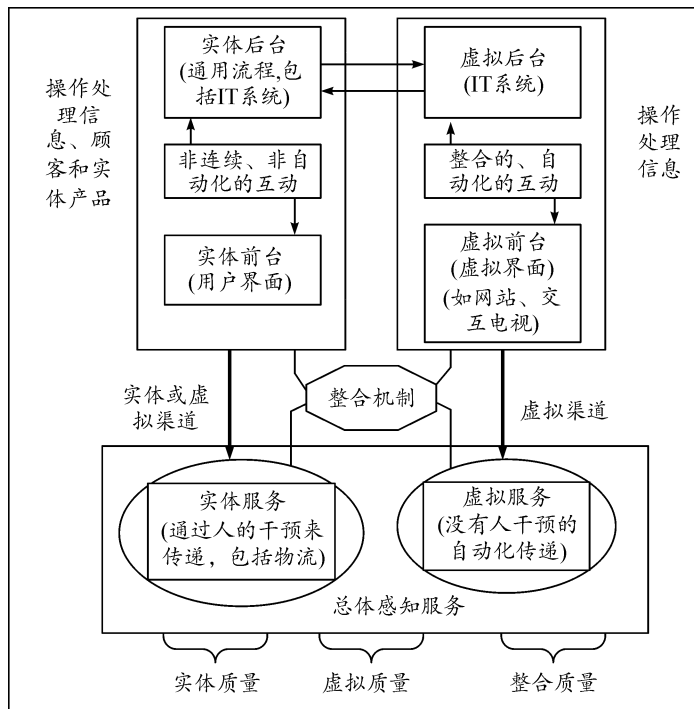 操作处
理信
息、顾
客和实
体产品
实体后台
(通用流程,包
括IT系统)
非连续、非自
动化的互动
实体前台
(用户界面)
虚拟后台
(IT系统)
整合的、自
动化的互动
虚拟前台
(虚拟界面)
(如网站、交
互电视)
操作
处理
信息
实体或虚
拟渠道
整合机制
虚拟渠道
实体服务
(通过人的干预来
传递，包括物流)
虚拟服务
(没有人干预的
自动化传递)
总体感知服务
实体质量
虚拟质量
整合质量